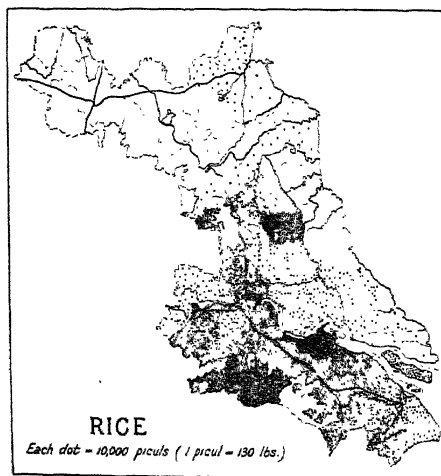 RICE
Each dot = 10,000 piculs ( 1 picul = 130 lbs.)